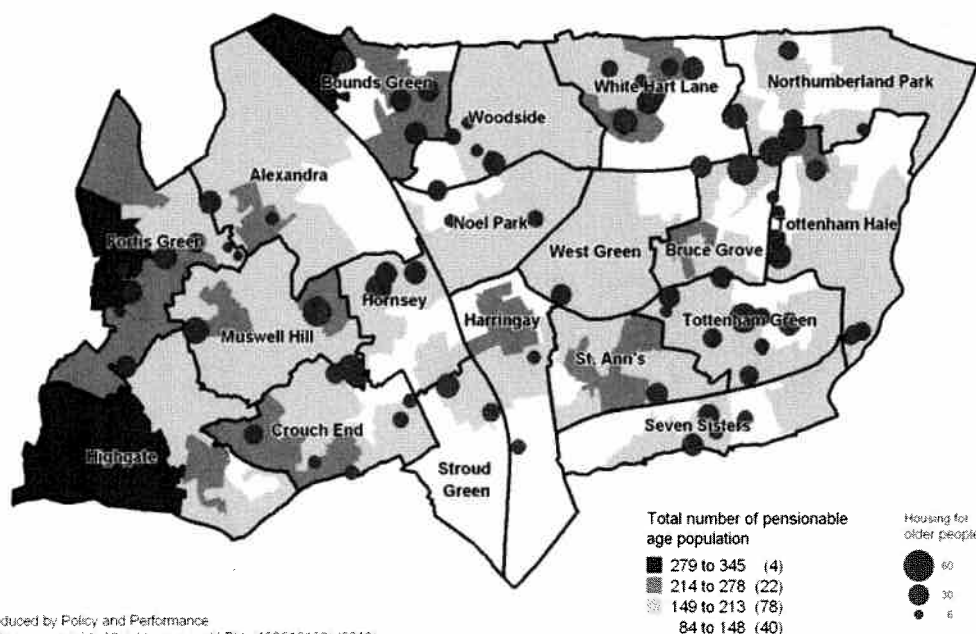 Bounds Green
White Hart Lane
Northumberland Park
Woodside
Alexandra
Noel Park
Tottenham Hale
Fortis Green
West Green
Bruce Grove
Hornsey
Harringay
Tottenham Green
Muswell Hill
St. Ann's
Crouch End
Seven Sisters
Highgate
Stroud
Green
Total number of pensionable
age population
279 to 345 (4)
214 to 278 (22)
149 to 213 (78)
84 to 148 (40)
Housing for
older people
60
30
6
duced by Policy and Performance